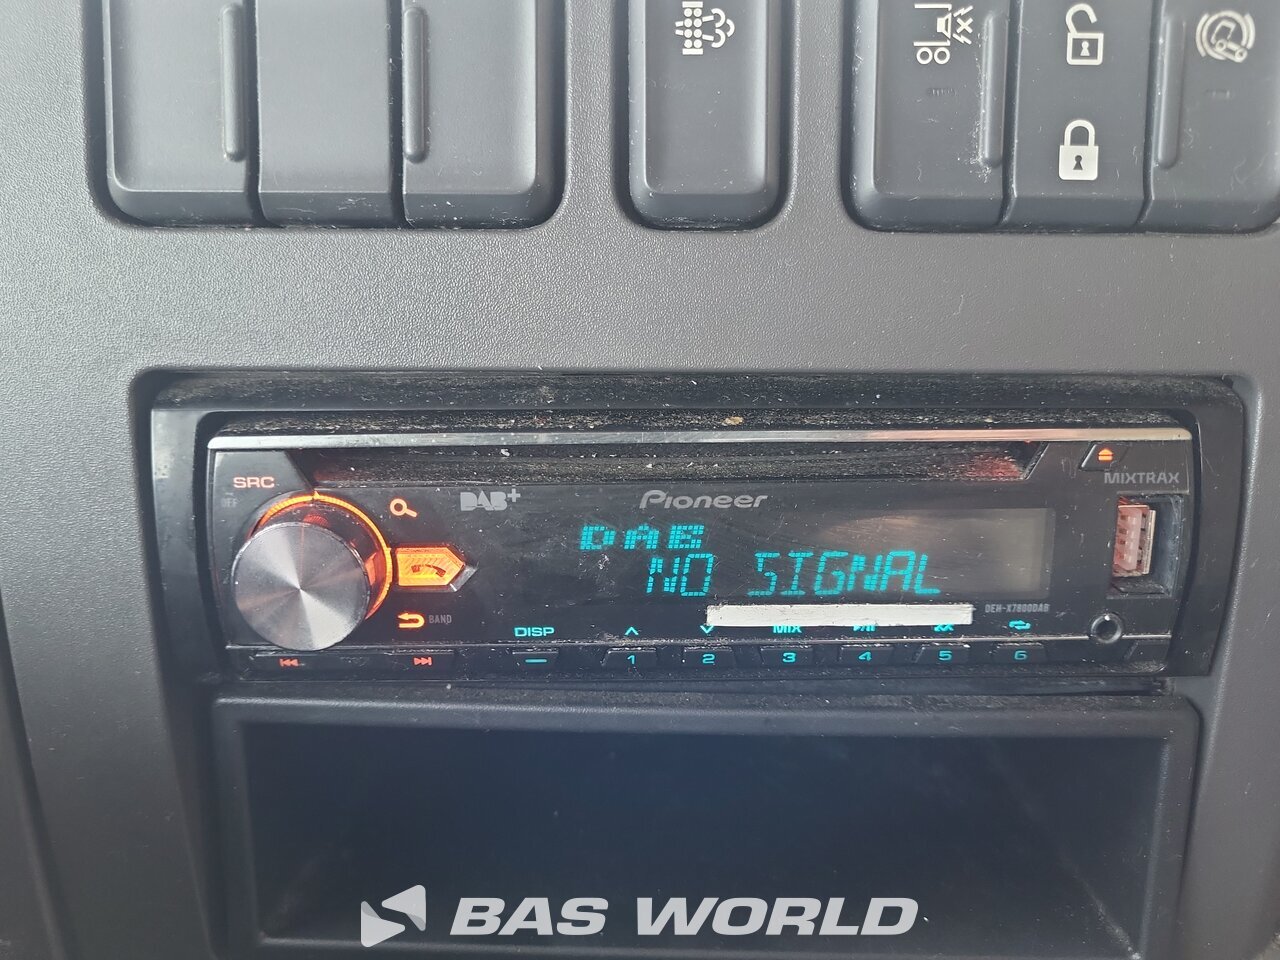 SRC
OFF
DAB+
Pioneer
MIXTRAX
DAB
NO SIGNAL
DEH-X7800DAB
BAND
DISP
MIX
1 2 3 4 5 6
BAS WORLD